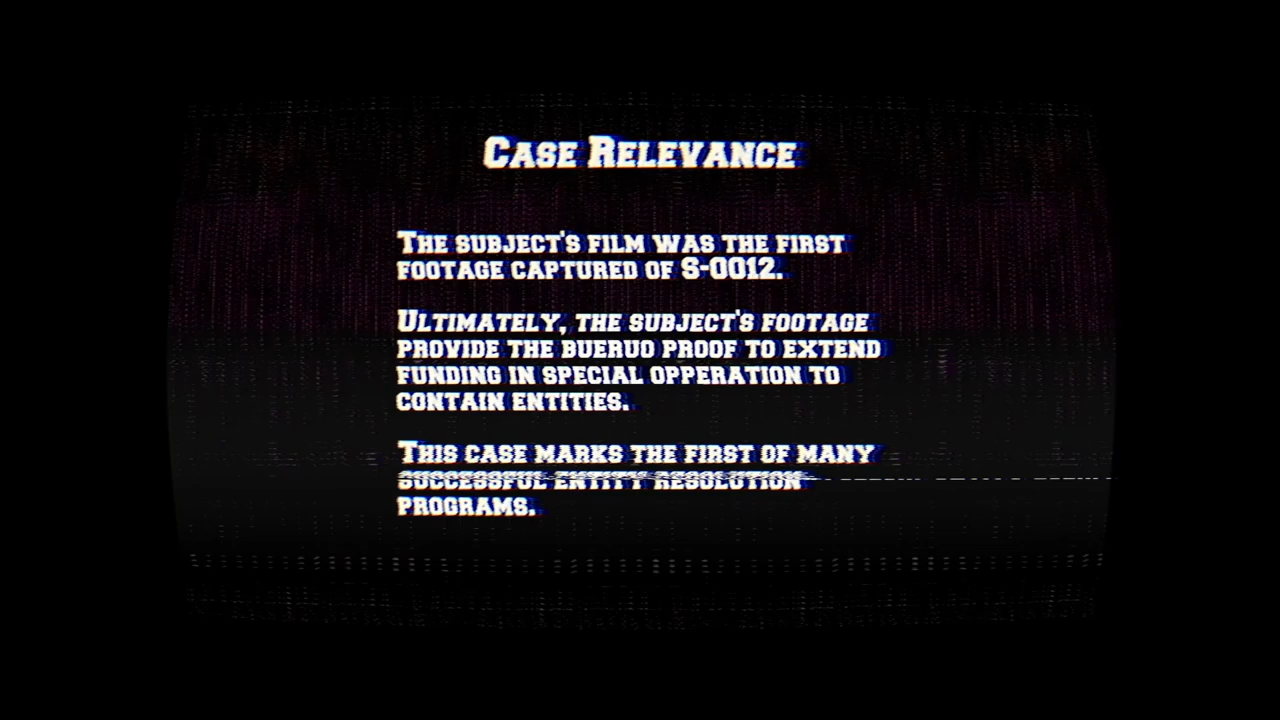 Case Relevance
The subject's film was the first
footage captured of S-0012.
Ultimately, the subject's footage
provide the bueruo proof to extend
funding in special opperation to
contain entities.
This case marks the first of many
successful entity resolution
programs.